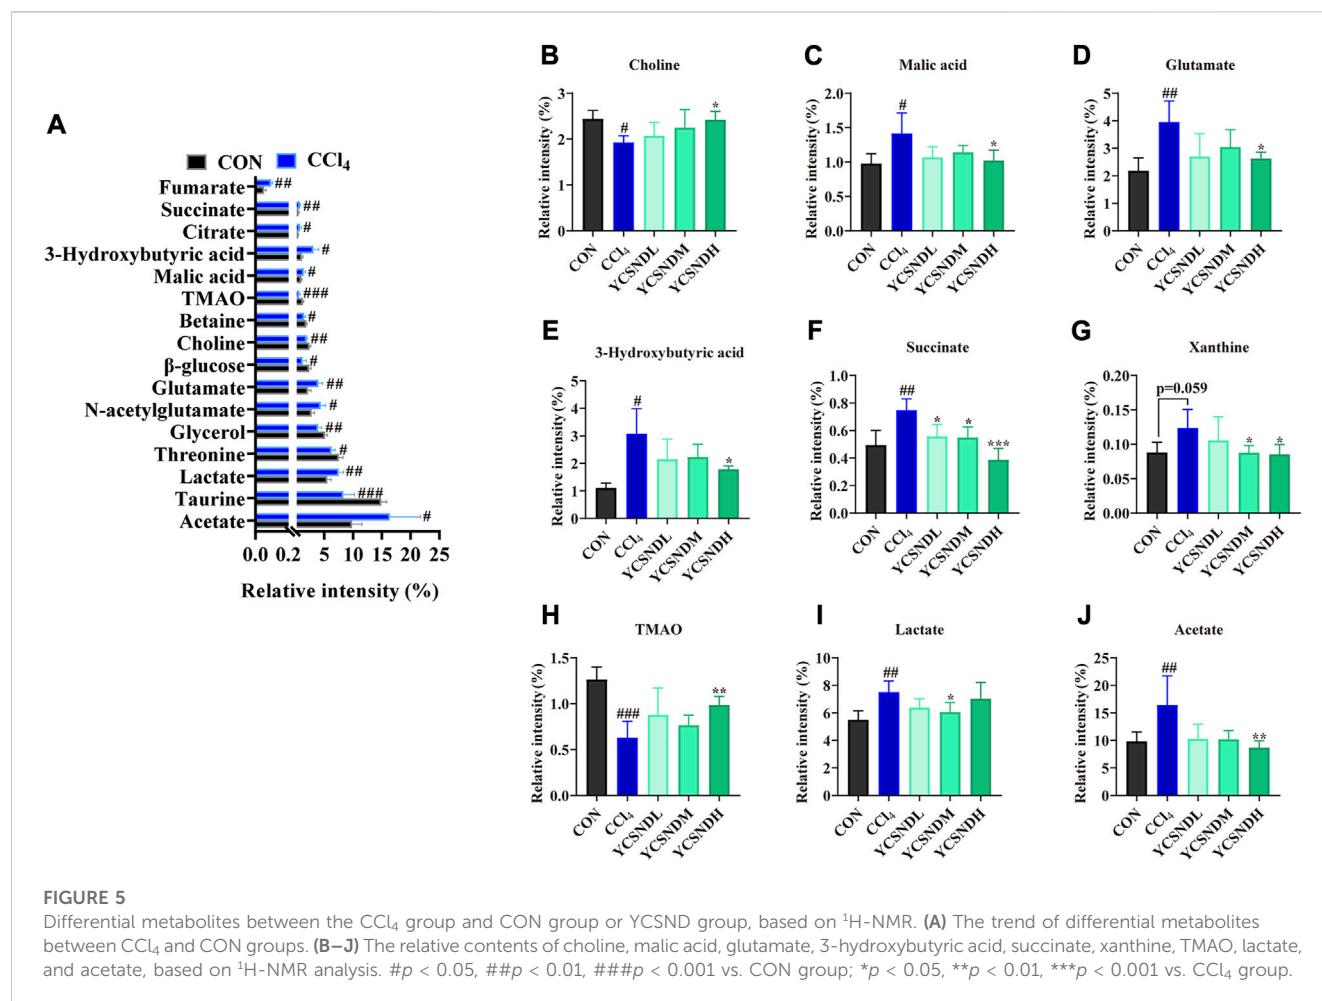 A
CON CCl₄
Fumarate ##
Succinate ##
Citrate #
3-Hydroxybutyric acid #
Malic acid #
TMAO ###
Betaine #
Choline ##
β-glucose #
Glutamate ##
N-acetylglutamate #
Glycerol ##
Threonine #
Lactate ##
Taurine ###
Acetate #
0.0 0.2 5 10 15 20 25
Relative intensity (%)
B
Choline
Relative intensity (%)
3
2
1
0
# *
CON CCl₄ YCSNDL YCSNDM YCSNDH
C
Malic acid
Relative intensity (%)
2.0
1.5
1.0
0.5
0.0
# *
CON CCl₄ YCSNDL YCSNDM YCSNDH
D
Glutamate
Relative intensity (%)
5
4
3
2
1
0
## *
CON CCl₄ YCSNDL YCSNDM YCSNDH
E
3-Hydroxybutyric acid
Relative intensity (%)
5
4
3
2
1
0
# *
CON CCl₄ YCSNDL YCSNDM YCSNDH
F
Succinate
Relative intensity (%)
1.0
0.8
0.6
0.4
0.2
0.0
## * * ***
CON CCl₄ YCSNDL YCSNDM YCSNDH
G
Xanthine
Relative intensity (%)
0.20
0.15
0.10
0.05
0.00
p=0.059
* *
CON CCl₄ YCSNDL YCSNDM YCSNDH
H
TMAO
Relative intensity (%)
1.5
1.0
0.5
0.0
### **
CON CCl₄ YCSNDL YCSNDM YCSNDH
I
Lactate
Relative intensity (%)
10
8
6
4
2
0
## *
CON CCl₄ YCSNDL YCSNDM YCSNDH
J
Acetate
Relative intensity (%)
25
20
15
10
5
0
## **
CON CCl₄ YCSNDL YCSNDM YCSNDH
FIGURE 5
Differential metabolites between the CCl₄ group and CON group or YCSND group, based on ¹H-NMR. (A) The trend of differential metabolites
between CCl₄ and CON groups. (B–J) The relative contents of choline, malic acid, glutamate, 3-hydroxybutyric acid, succinate, xanthine, TMAO, lactate,
and acetate, based on ¹H-NMR analysis. #p < 0.05, ##p < 0.01, ###p < 0.001 vs. CON group; *p < 0.05, **p < 0.01, ***p < 0.001 vs. CCl₄ group.